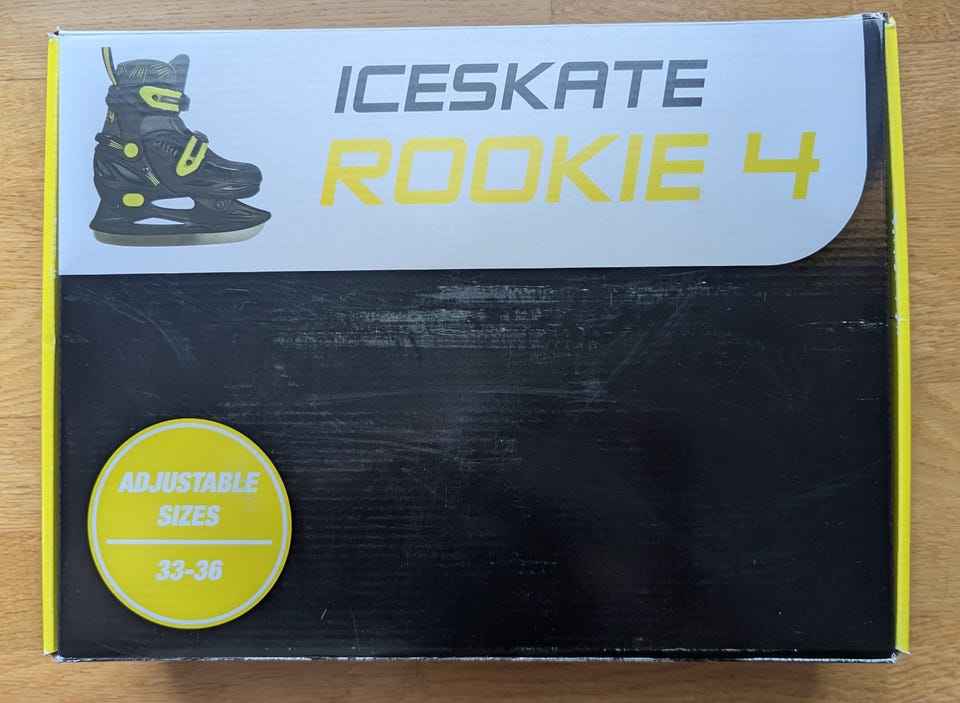 ICESKATE
ROOKIE 4
ADJUSTABLE
SIZES
33-36